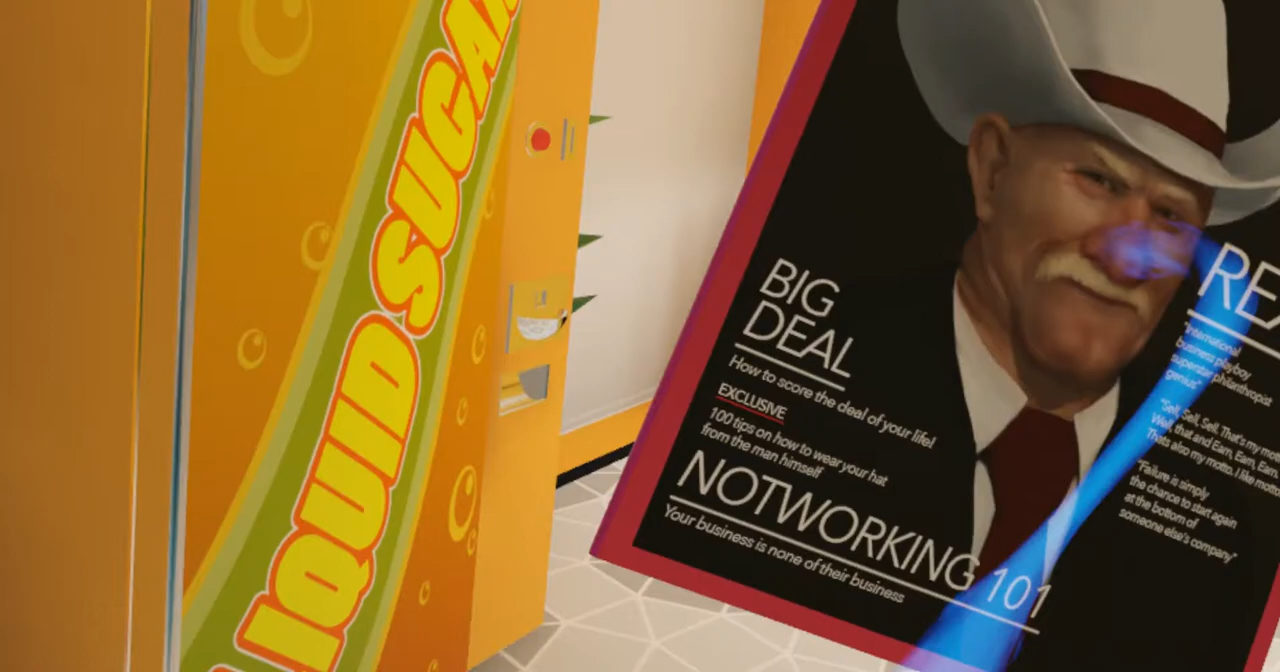 LIQUID SUGAR
BIG
DEAL
How to score the deal of your life!
EXCLUSIVE
100 tips on how to wear your hat
from the man himself
NOTWORKING 101
Your business is none of their business
"International
business playboy
superstar philanthropist
genius"
"Sell, Sell, Sell. That's my
Well, that and Earn, Earn, Earn.
Thats also my motto. I like
"Failure is simply
the chance to start again
at the bottom of
someone else's company"